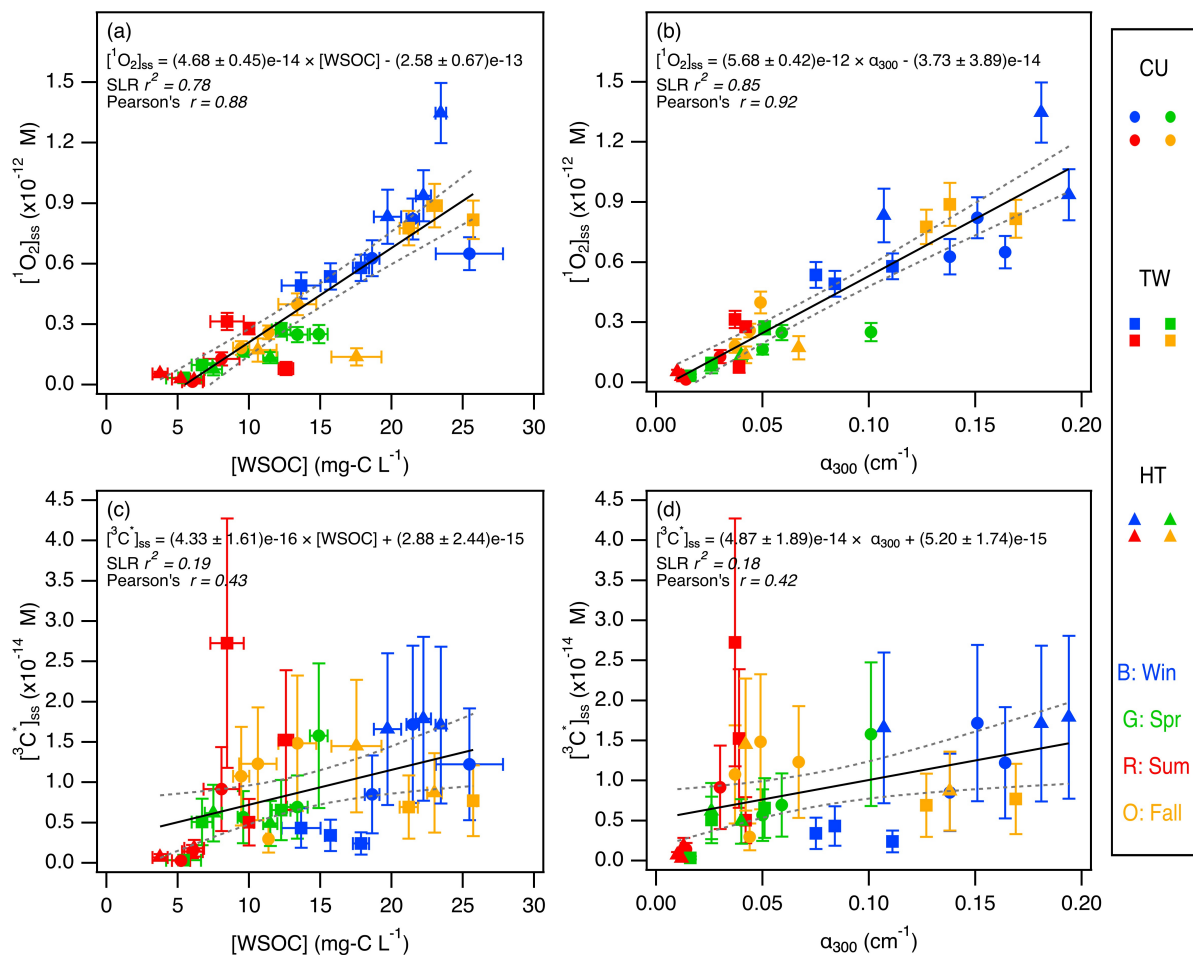 (a)
[¹O₂]ss = (4.68 ± 0.45)e-14 × [WSOC] - (2.58 ± 0.67)e-13
SLR r² = 0.78
Pearson's r = 0.88
1.5
1.2
0.9
0.6
0.3
0.0
[¹O₂]ss (x10⁻¹² M)
0
5
10
15
20
25
30
[WSOC] (mg-C L⁻¹)
(b)
[¹O₂]ss = (5.68 ± 0.42)e-12 × α₃₀₀ - (3.73 ± 3.89)e-14
SLR r² = 0.85
Pearson's r = 0.92
1.5
1.2
0.9
0.6
0.3
0.0
[¹O₂]ss (x10⁻¹² M)
0.00
0.05
0.10
0.15
0.20
α₃₀₀ (cm⁻¹)
(c)
[³C*]ss = (4.33 ± 1.61)e-16 × [WSOC] + (2.88 ± 2.44)e-15
SLR r² = 0.19
Pearson's r = 0.43
4.5
4.0
3.5
3.0
2.5
2.0
1.5
1.0
0.5
0.0
[³C*]ss (x10⁻¹⁴ M)
0
5
10
15
20
25
30
[WSOC] (mg-C L⁻¹)
(d)
[³C*]ss = (4.87 ± 1.89)e-14 × α₃₀₀ + (5.20 ± 1.74)e-15
SLR r² = 0.18
Pearson's r = 0.42
4.5
4.0
3.5
3.0
2.5
2.0
1.5
1.0
0.5
0.0
[³C*]ss (x10⁻¹⁴ M)
0.00
0.05
0.10
0.15
0.20
α₃₀₀ (cm⁻¹)
CU
TW
HT
B: Win
G: Spr
R: Sum
O: Fall